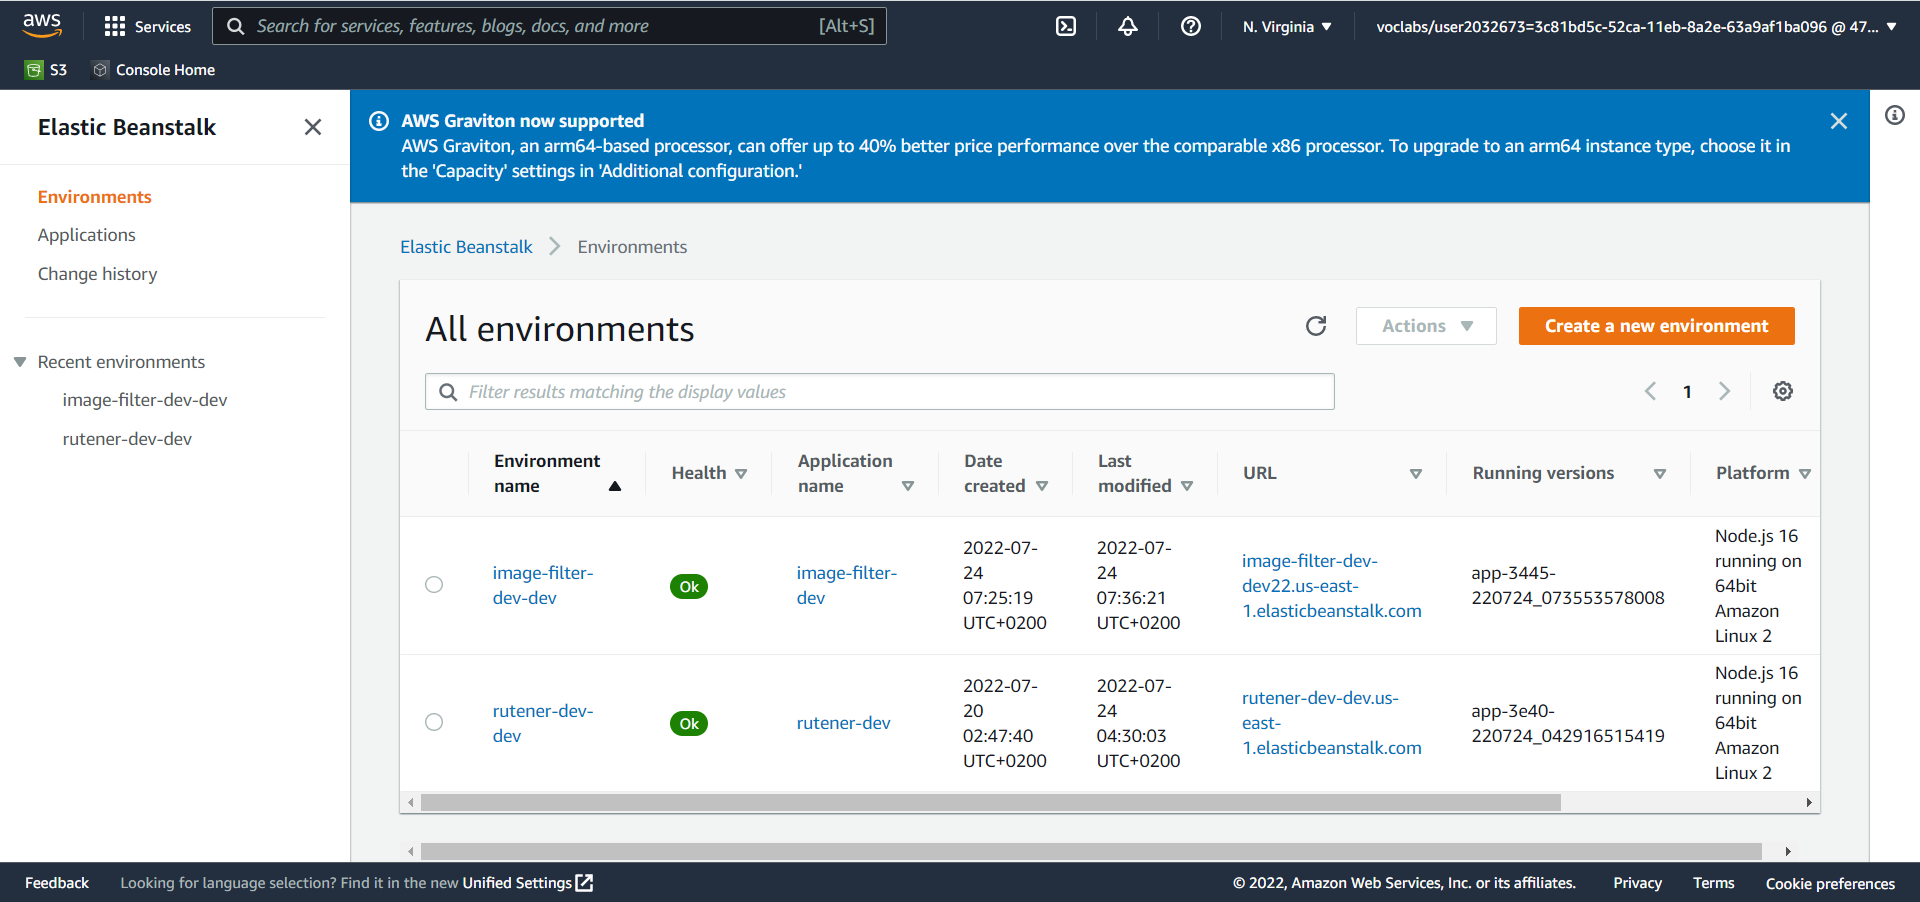 aws
Services
Search for services, features, blogs, docs, and more
[Alt+S]
N. Virginia
voclabs/user2032673=3c81bd5c-52ca-11eb-8a2e-63a9af1ba096 @ 47...
S3
Console Home
Elastic Beanstalk
Environments
Applications
Change history
Recent environments
image-filter-dev-dev
rutener-dev-dev
AWS Graviton now supported
AWS Graviton, an arm64-based processor, can offer up to 40% better price performance over the comparable x86 processor. To upgrade to an arm64 instance type, choose it in
the 'Capacity' settings in 'Additional configuration.'
Elastic Beanstalk
Environments
All environments
Actions
Create a new environment
Filter results matching the display values
1
Environment
name
Health
Application
name
Date
created
Last
modified
URL
Running versions
Platform
image-filter-
dev-dev
Ok
image-filter-
dev
2022-07-
24
07:25:19
UTC+0200
2022-07-
24
07:36:21
UTC+0200
image-filter-dev-
dev22.us-east-
1.elasticbeanstalk.com
app-3445-
220724_073553578008
Node.js 16
running on
64bit
Amazon
Linux 2
rutener-dev-
dev
Ok
rutener-dev
2022-07-
20
02:47:40
UTC+0200
2022-07-
24
04:30:03
UTC+0200
rutener-dev-dev.us-
east-
1.elasticbeanstalk.com
app-3e40-
220724_042916515419
Node.js 16
running on
64bit
Amazon
Linux 2
Feedback
Looking for language selection? Find it in the new Unified Settings
© 2022, Amazon Web Services, Inc. or its affiliates.
Privacy
Terms
Cookie preferences